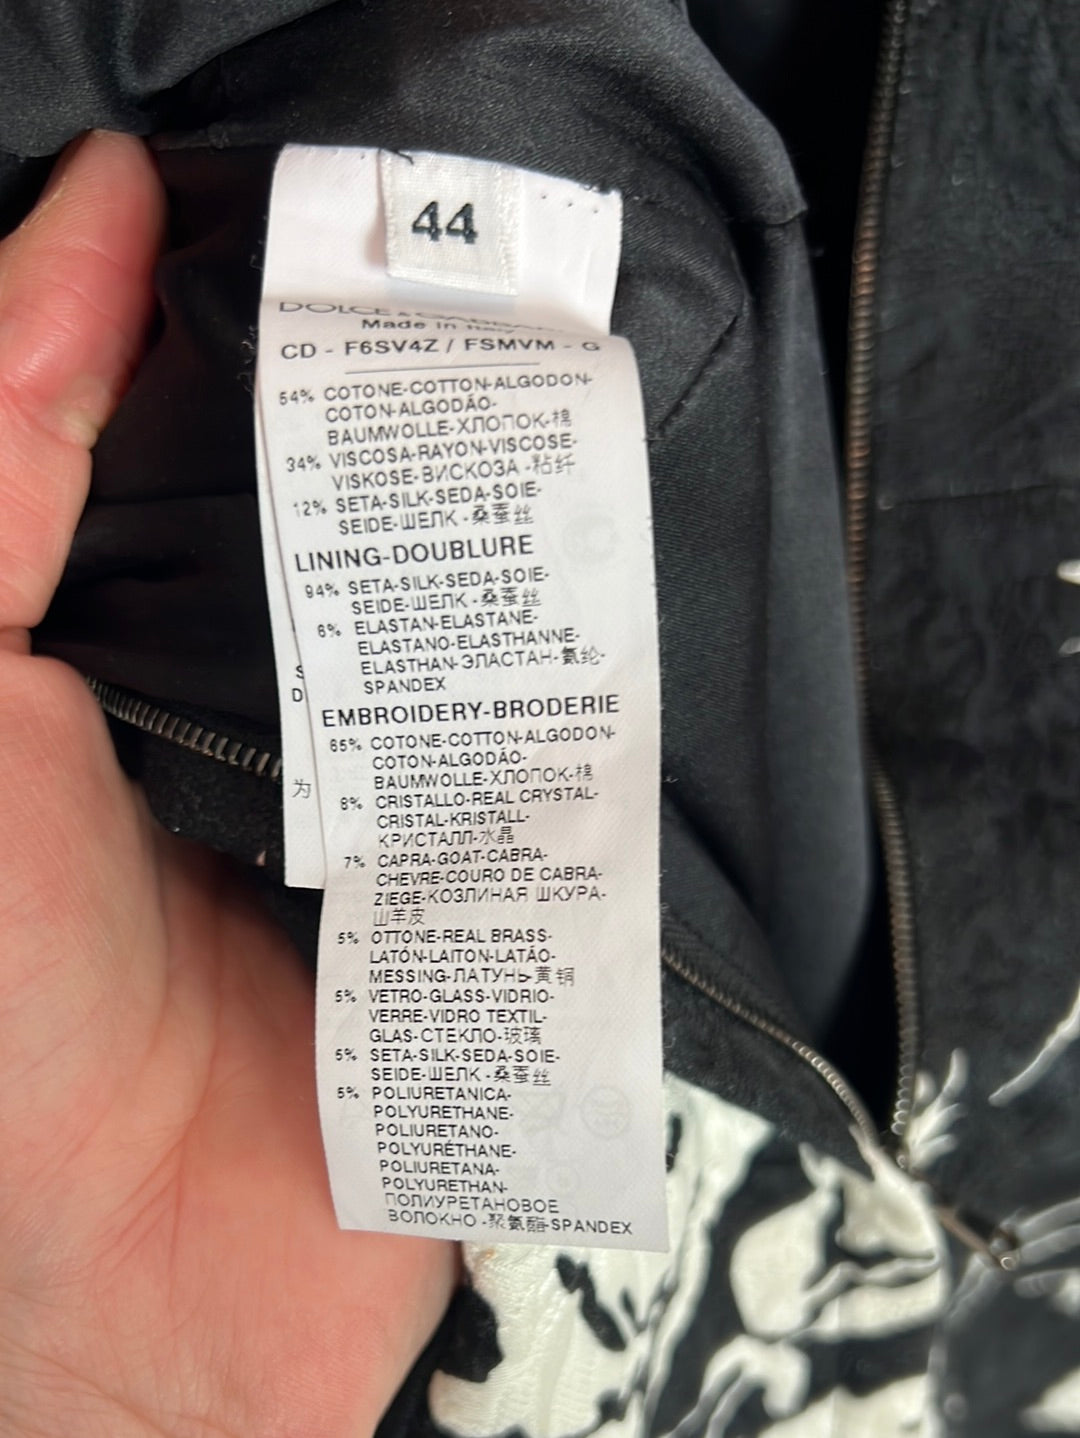 44
DOLCE & GABBANA
Made in Italy
CD - F6SV4Z / FSMVM - G
54% COTONE-COTTON-ALGODON-
COTON-ALGODÃO-
BAUMWOLLE-ХЛОПОК-棉
34% VISCOSA-RAYON-VISCOSE-
VISKOSE-ВИСКОЗА -粘纤
12% SETA-SILK-SEDA-SOIE-
SEIDE-ШЕЛК -桑蚕丝
LINING-DOUBLURE
94% SETA-SILK-SEDA-SOIE-
SEIDE-ШЕЛК -桑蚕丝
6% ELASTAN-ELASTANE-
ELASTANO-ELASTHANNE-
ELASTHAN-ЭЛАСТАН-氨纶-
SPANDEX
S
D
EMBROIDERY-BRODERIE
65% COTONE-COTTON-ALGODON-
COTON-ALGODÃO-
BAUMWOLLE-ХЛОПОК-棉
为
8% CRISTALLO-REAL CRYSTAL-
CRISTAL-KRISTALL-
КРИСТАЛЛ-水晶
7% CAPRA-GOAT-CABRA-
CHEVRE-COURO DE CABRA-
ZIEGE-КОЗЛИНАЯ ШКУРА-
山羊皮
5% OTTONE-REAL BRASS-
LATÓN-LAITON-LATÃO-
MESSING-ЛАТУНЬ-黄铜
5% VETRO-GLASS-VIDRIO-
VERRE-VIDRO TEXTIL-
GLAS-СТЕКЛО-玻璃
5% SETA-SILK-SEDA-SOIE-
SEIDE-ШЕЛК -桑蚕丝
5% POLIURETANICA-
POLYURETHANE-
POLIURETANO-
POLYURÉTHANE-
POLIURETANA-
POLYURETHAN-
ПОЛИУРЕТАНОВОЕ
ВОЛОКНО -聚氨酯-SPANDEX